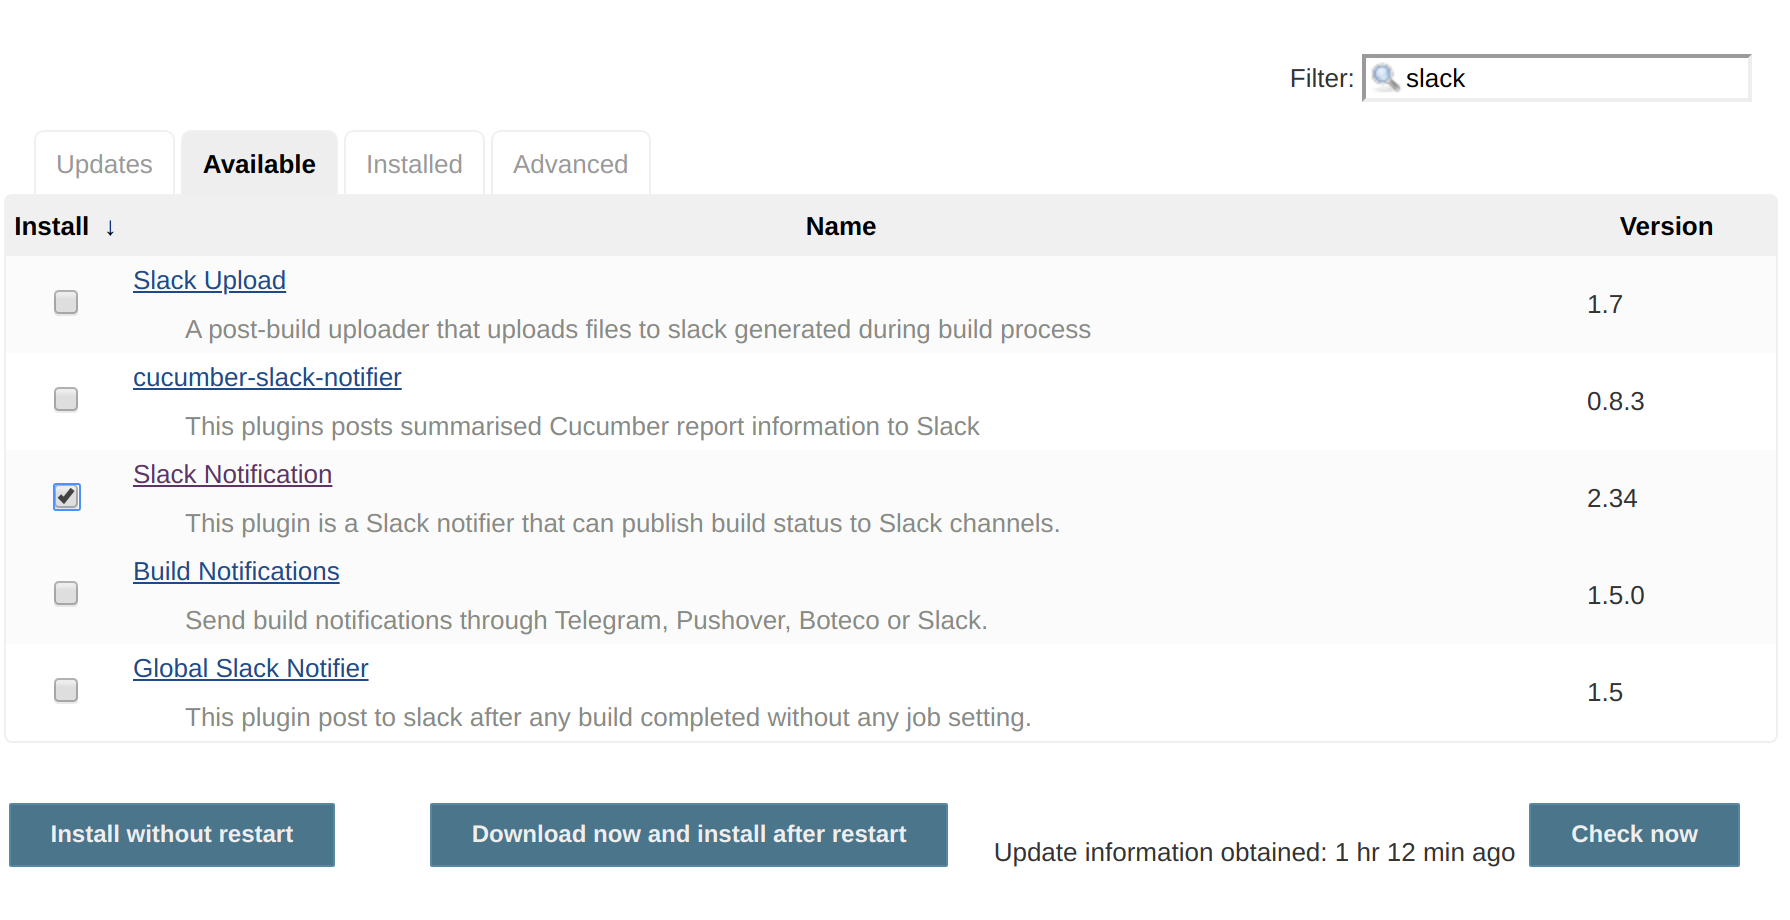 Filter: slack
Updates Available Installed Advanced
Install ↓ Name Version
Slack Upload
A post-build uploader that uploads files to slack generated during build process
1.7
cucumber-slack-notifier
This plugins posts summarised Cucumber report information to Slack
0.8.3
Slack Notification
This plugin is a Slack notifier that can publish build status to Slack channels.
2.34
Build Notifications
Send build notifications through Telegram, Pushover, Boteco or Slack.
1.5.0
Global Slack Notifier
This plugin post to slack after any build completed without any job setting.
1.5
Install without restart Download now and install after restart Update information obtained: 1 hr 12 min ago Check now